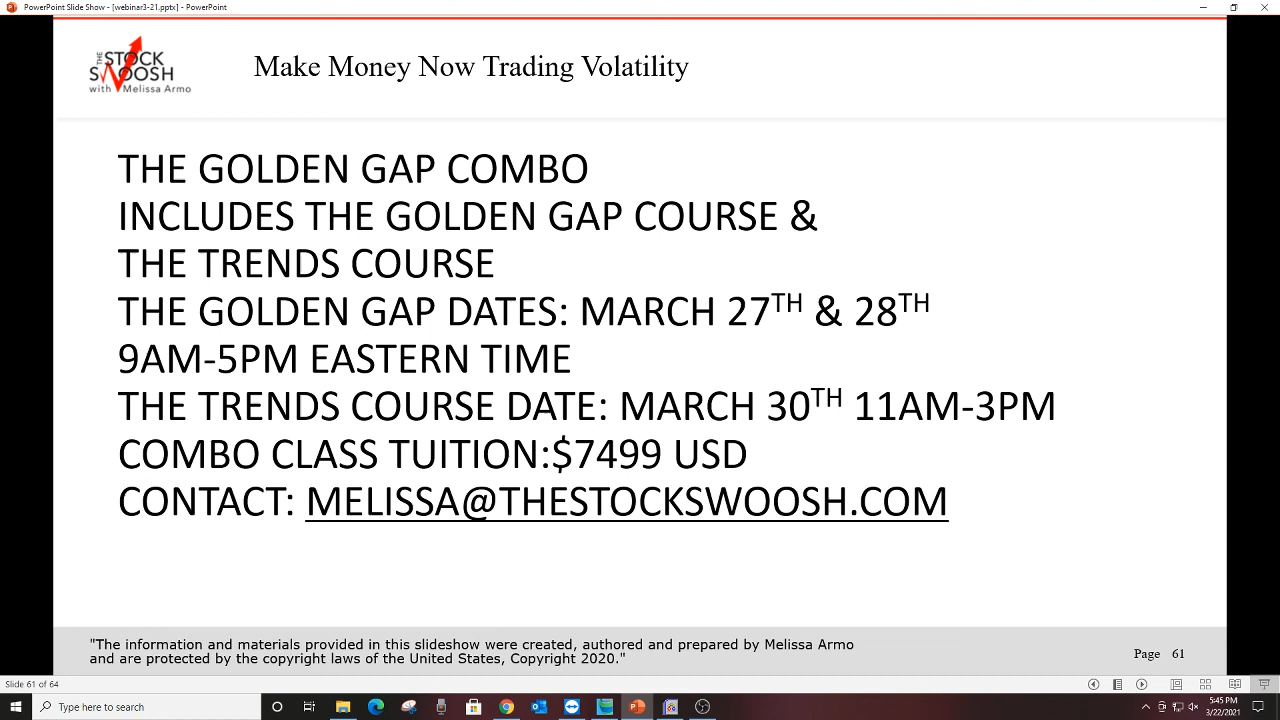 PowerPoint Slide Show - [webinar3-21.pptx] - PowerPoint
THE STOCK
SWOOSH
with Melissa Armo
Make Money Now Trading Volatility
THE GOLDEN GAP COMBO
INCLUDES THE GOLDEN GAP COURSE &
THE TRENDS COURSE
THE GOLDEN GAP DATES: MARCH 27TH & 28TH
9AM-5PM EASTERN TIME
THE TRENDS COURSE DATE: MARCH 30TH 11AM-3PM
COMBO CLASS TUITION:$7499 USD
CONTACT: MELISSA@THESTOCKSWOOSH.COM
"The information and materials provided in this slideshow were created, authored and prepared by Melissa Armo
and are protected by the copyright laws of the United States, Copyright 2020."
Page 61
Slide 61 of 64
Type here to search
5:45 PM
3/22/2021